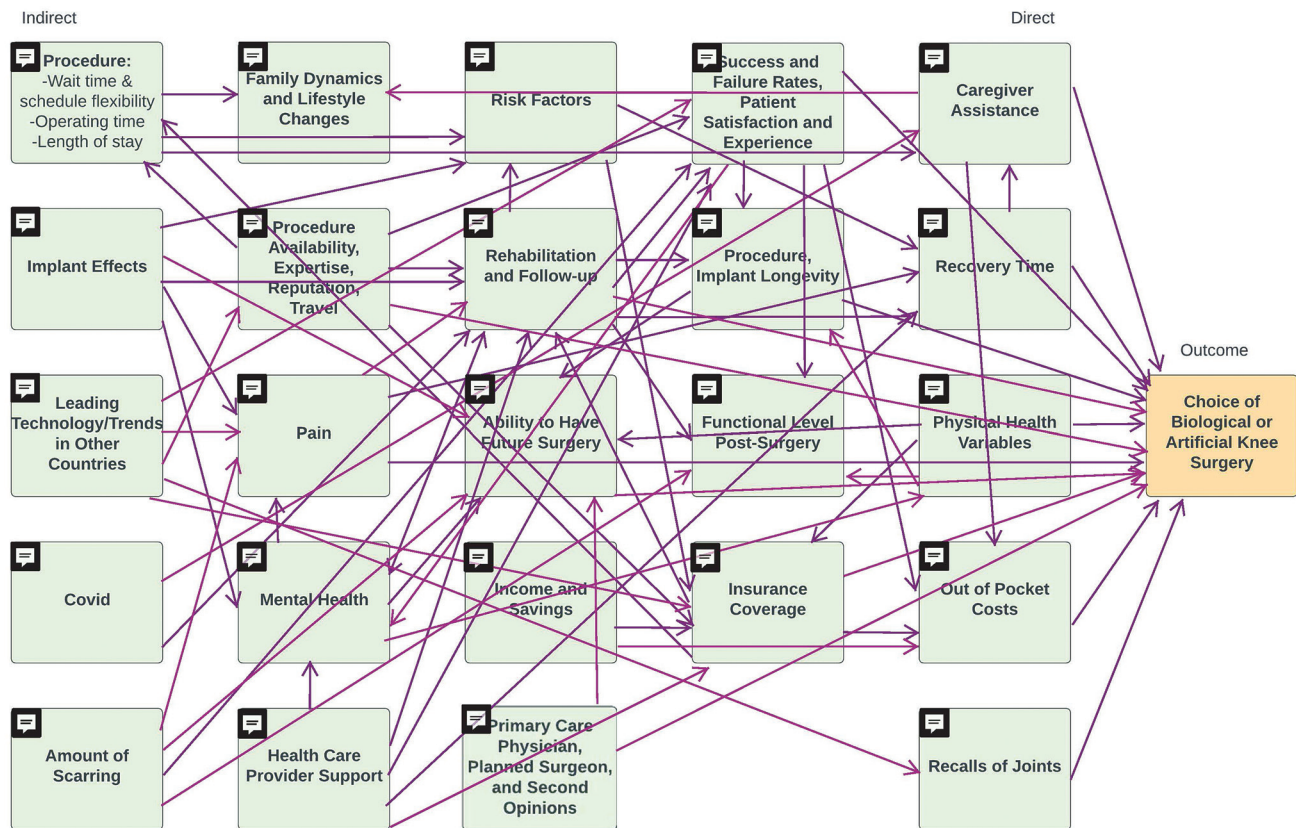 Indirect
Direct
Procedure:
-Wait time &
schedule flexibility
-Operating time
-Length of stay
Family Dynamics
and Lifestyle
Changes
Risk Factors
Success and
Failure Rates,
Patient
Satisfaction and
Experience
Caregiver
Assistance
Implant Effects
Procedure
Availability,
Expertise,
Reputation,
Travel
Rehabilitation
and Follow-up
Procedure,
Implant Longevity
Recovery Time
Outcome
Leading
Technology/Trends
in Other
Countries
Pain
Ability to Have
Future Surgery
Functional Level
Post-Surgery
Physical Health
Variables
Choice of
Biological or
Artificial Knee
Surgery
Covid
Mental Health
Income and
Savings
Insurance
Coverage
Out of Pocket
Costs
Amount of
Scarring
Health Care
Provider Support
Primary Care
Physician,
Planned Surgeon,
and Second
Opinions
Recalls of Joints